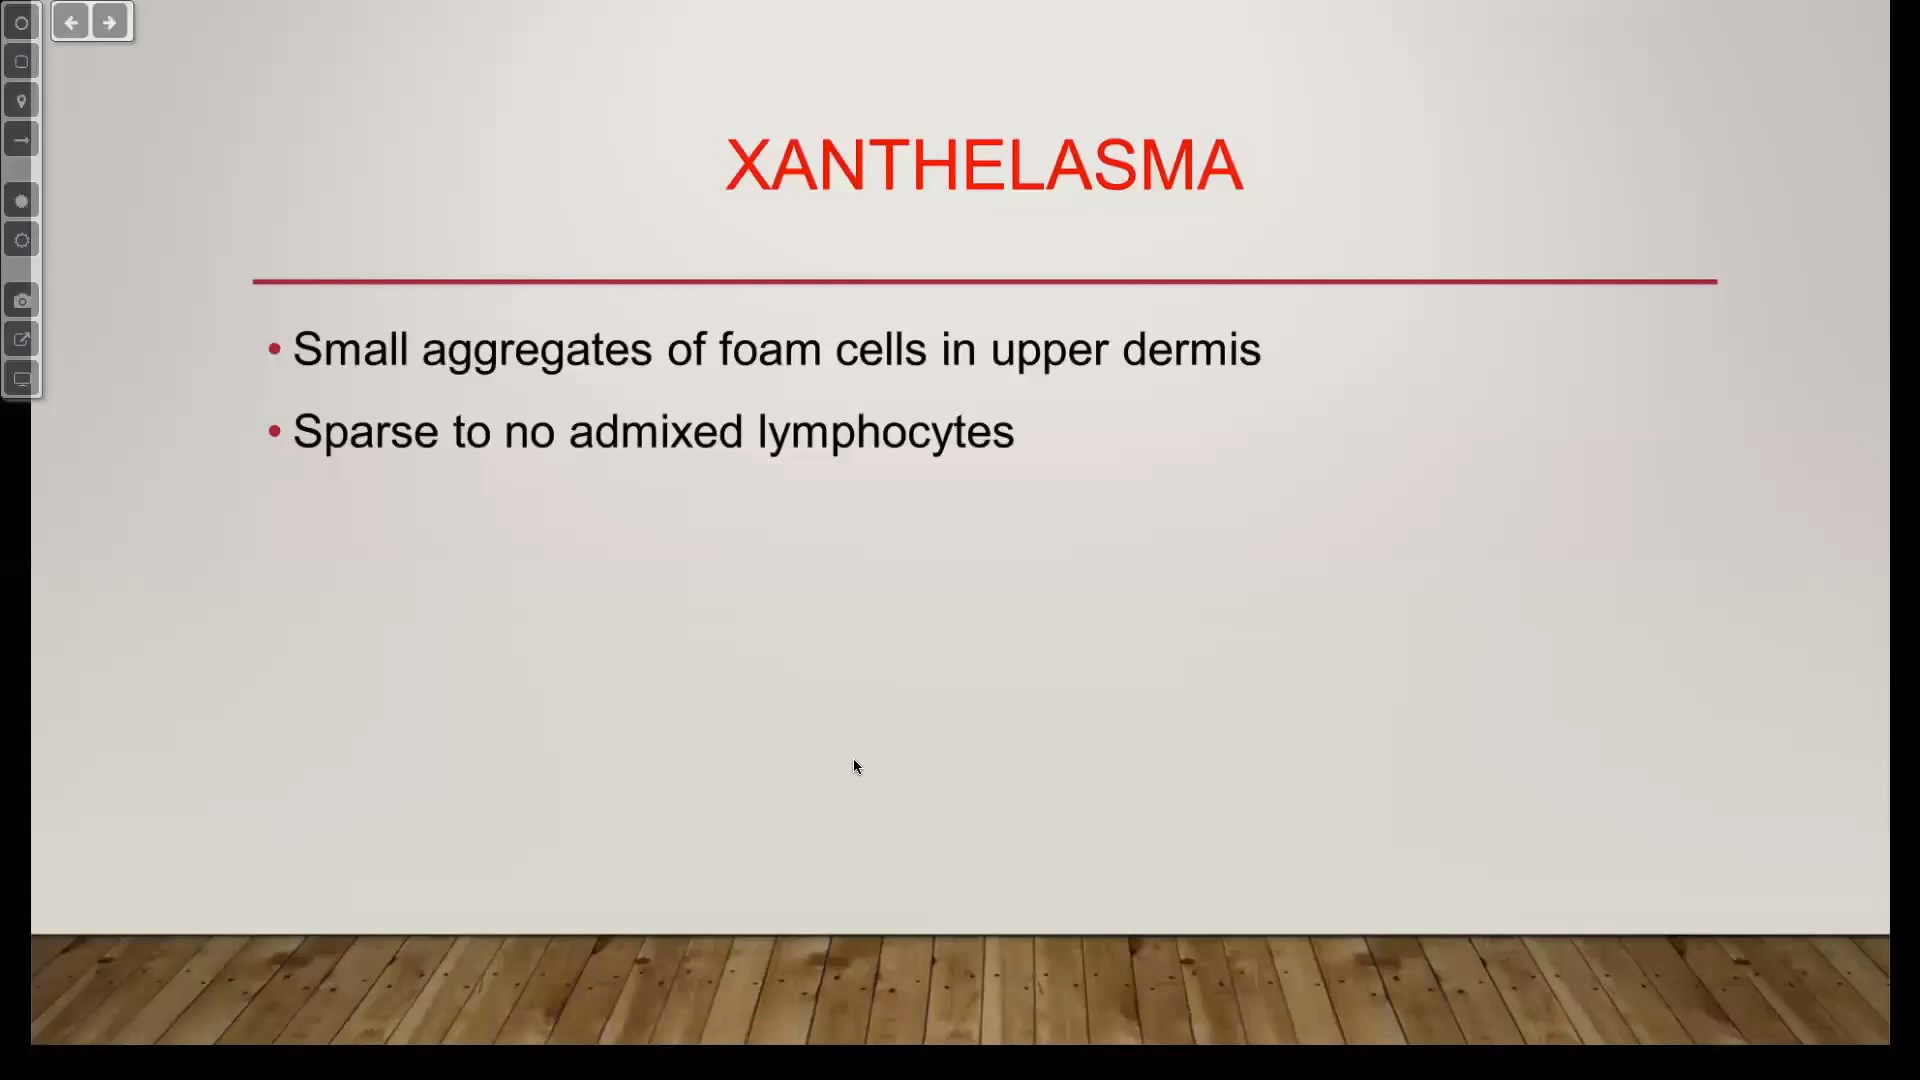 XANTHELASMA
• Small aggregates of foam cells in upper dermis
• Sparse to no admixed lymphocytes